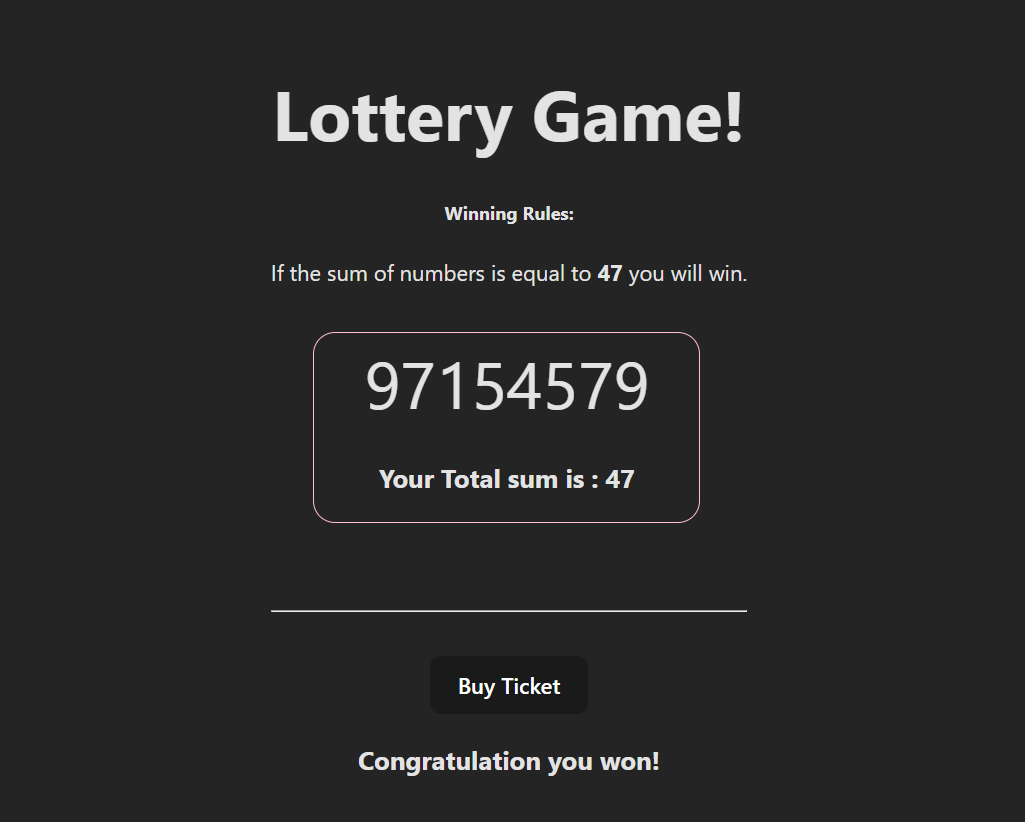 Lottery Game!
Winning Rules:
If the sum of numbers is equal to 47 you will win.
97154579
Your Total sum is : 47
Buy Ticket
Congratulation you won!